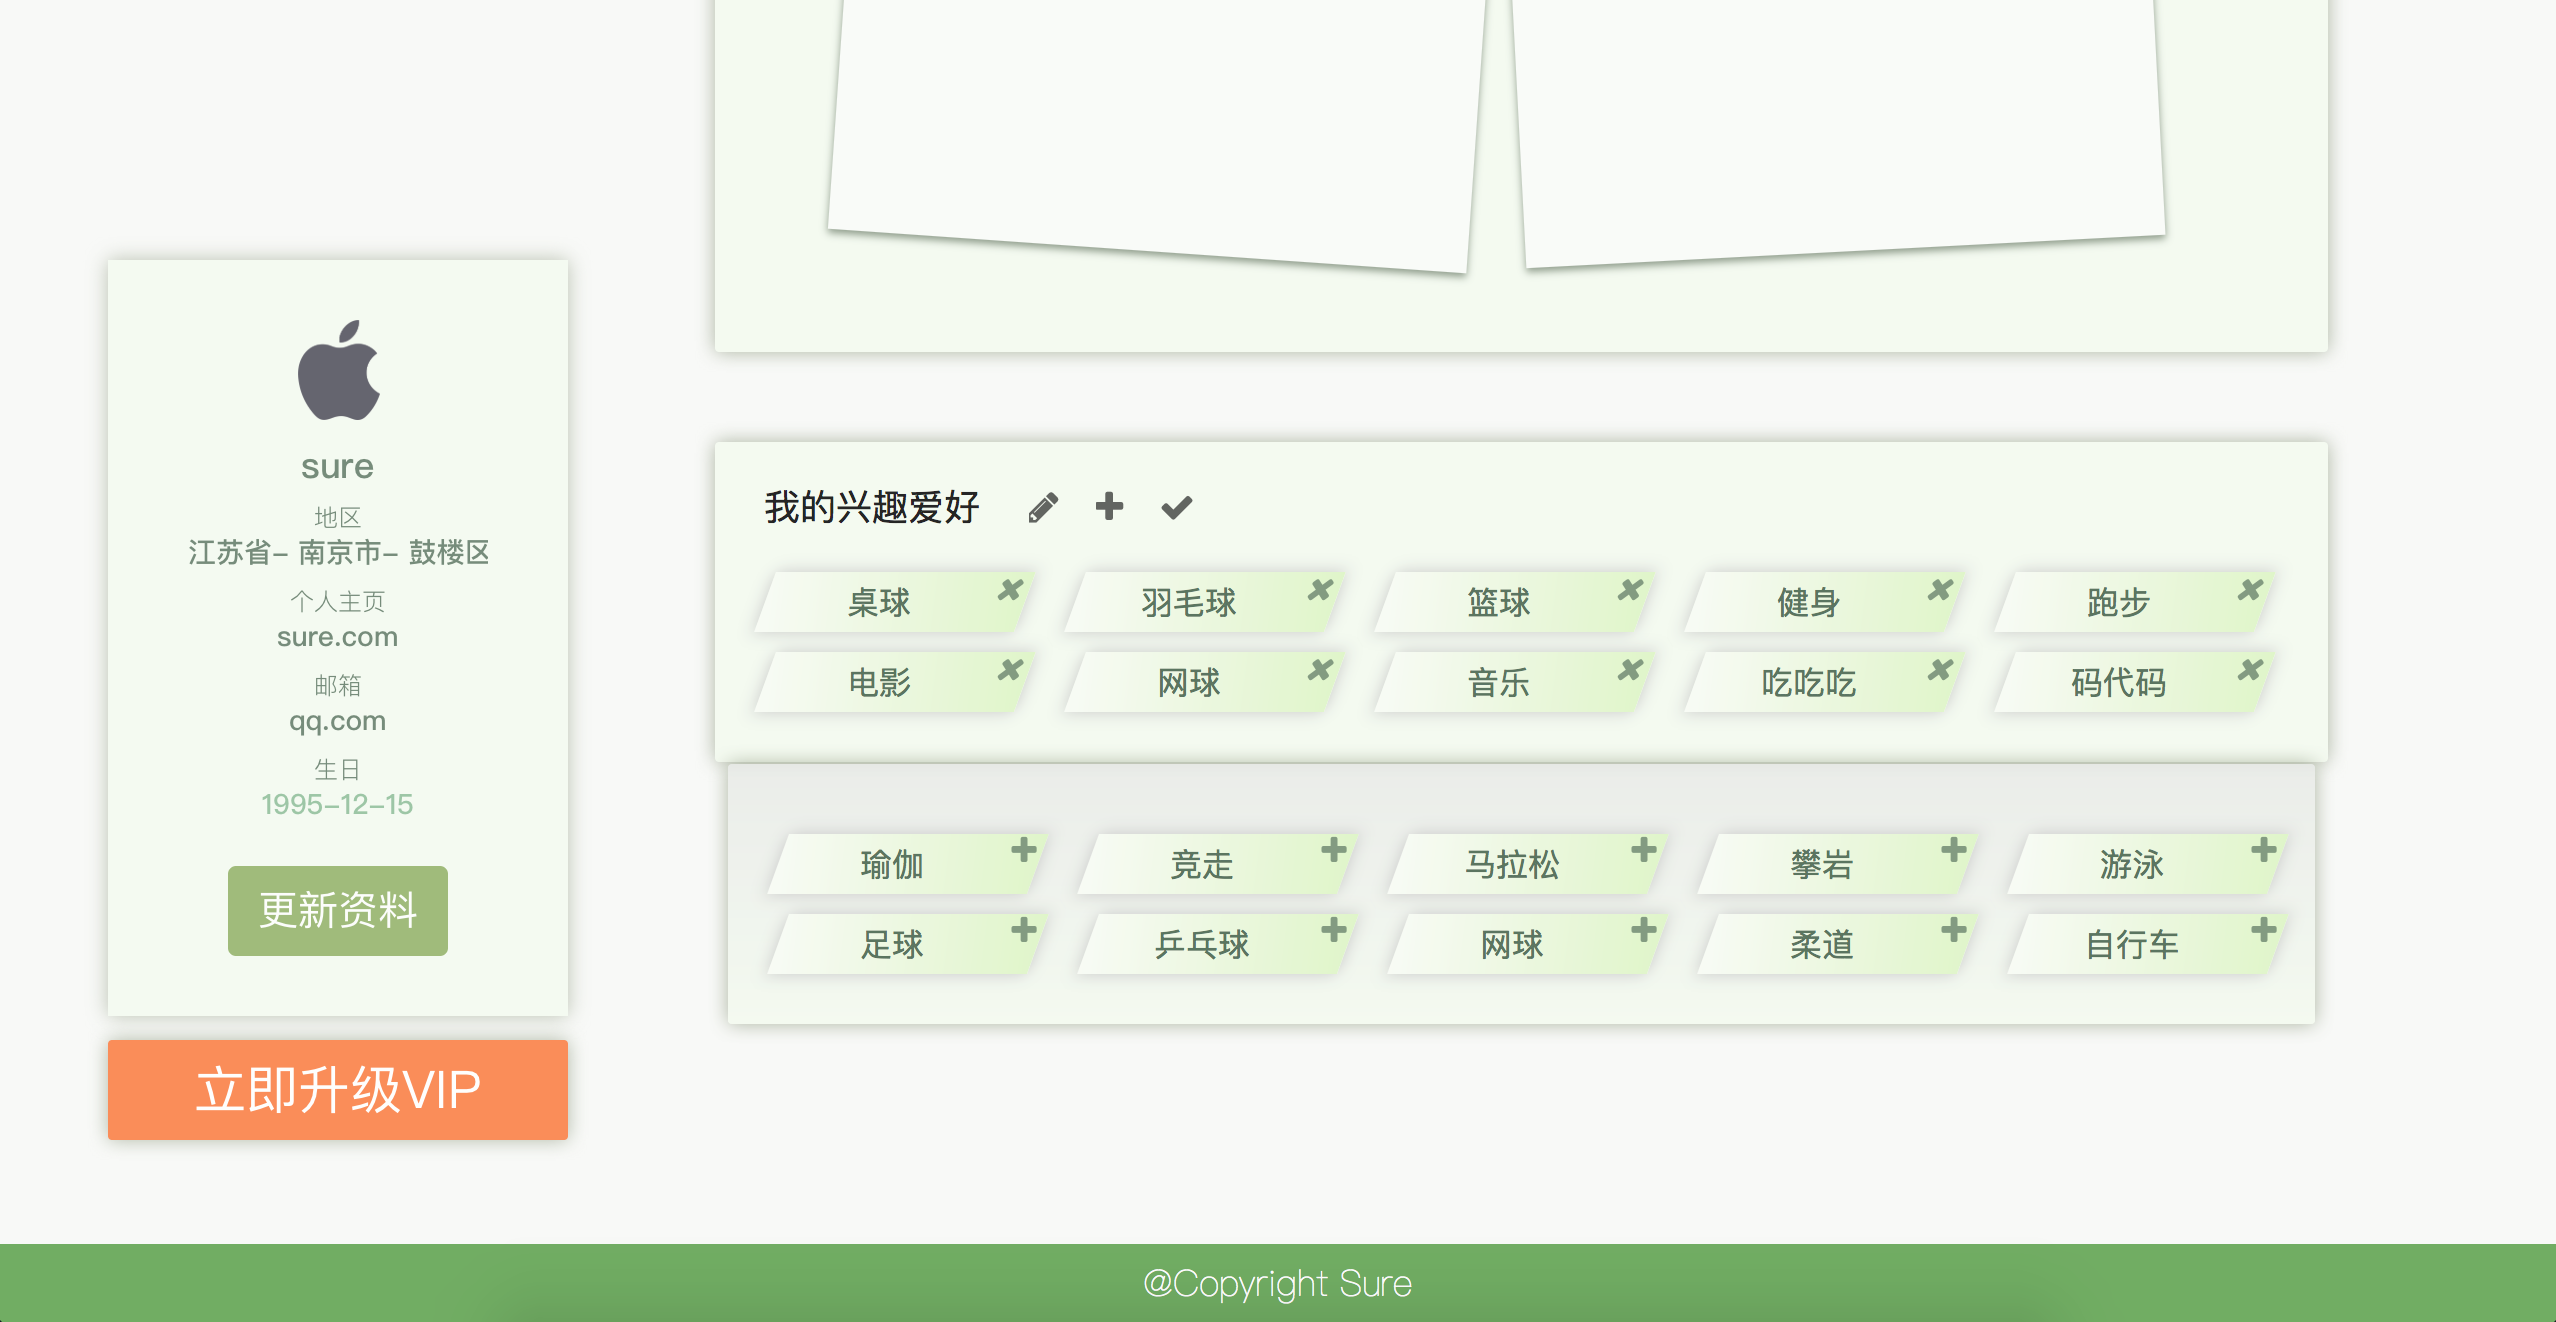 sure
地区
江苏省- 南京市- 鼓楼区
个人主页
sure.com
邮箱
qq.com
生日
1995-12-15
更新资料
立即升级VIP
我的兴趣爱好
桌球 羽毛球 篮球 健身 跑步
电影 网球 音乐 吃吃吃 码代码
瑜伽 竞走 马拉松 攀岩 游泳
足球 乒乓球 网球 柔道 自行车
@Copyright Sure